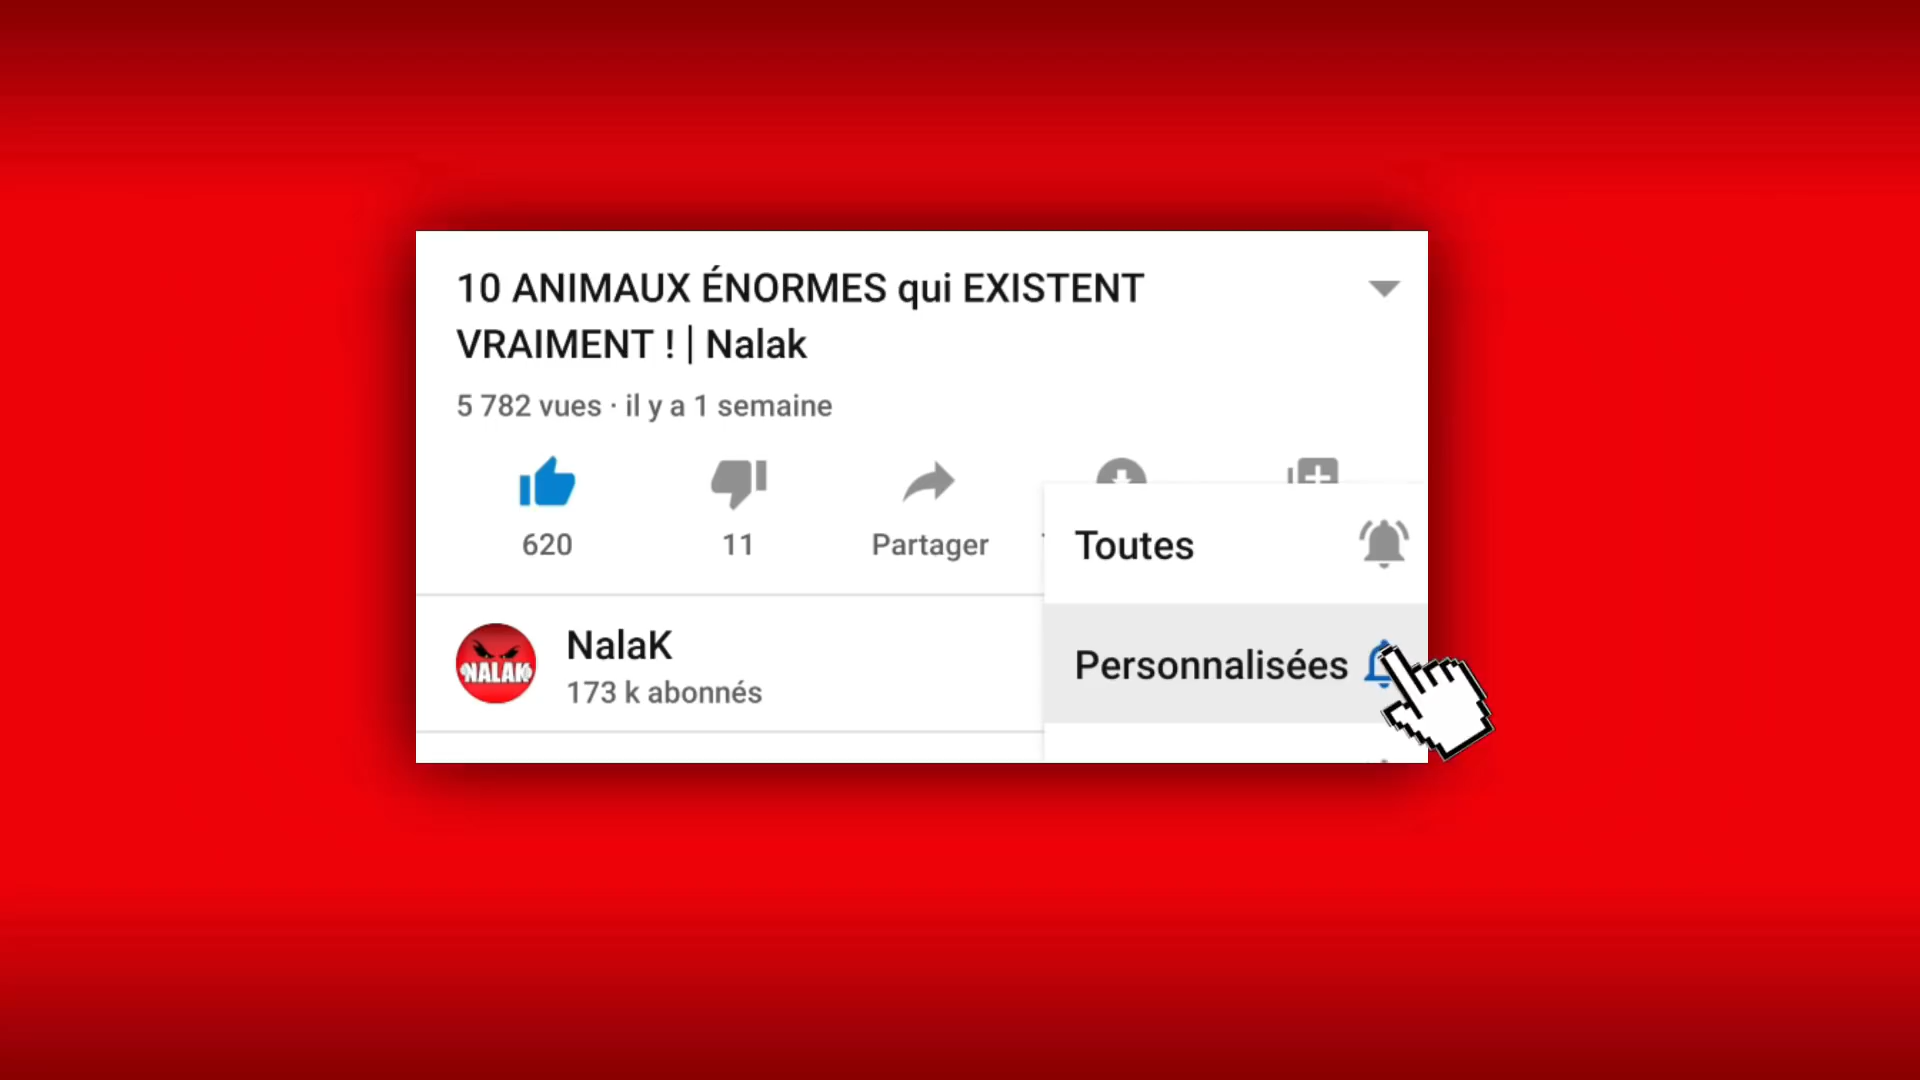 10 ANIMAUX ÉNORMES qui EXISTENT
VRAIMENT ! | Nalak
5 782 vues · il y a 1 semaine
620
11
Partager
Toutes
NALAK
NalaK
173 k abonnés
Personnalisées